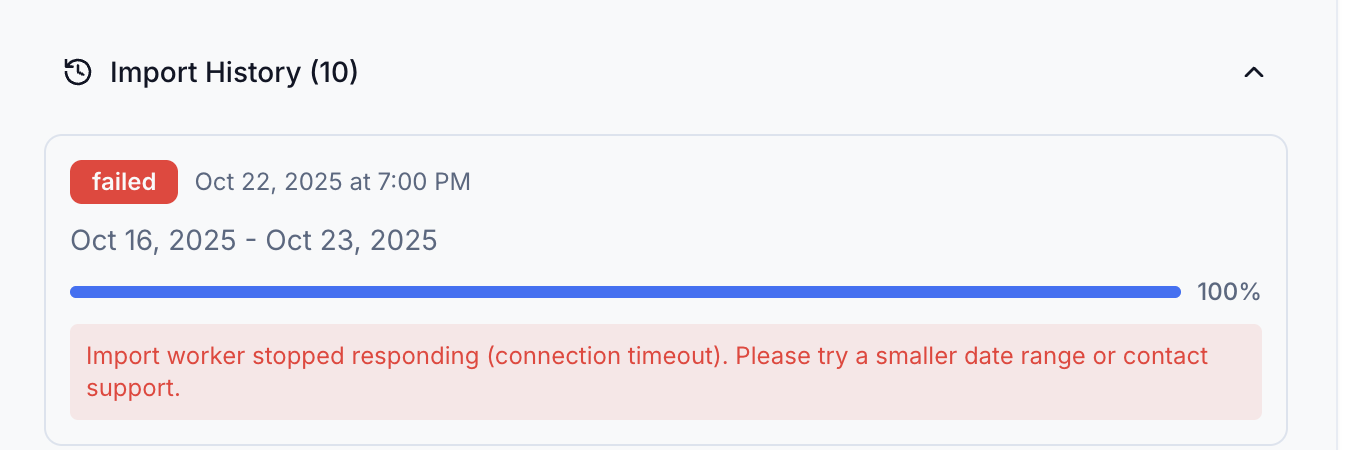 Import History (10)
failed Oct 22, 2025 at 7:00 PM
Oct 16, 2025 - Oct 23, 2025
100%
Import worker stopped responding (connection timeout). Please try a smaller date range or contact
support.